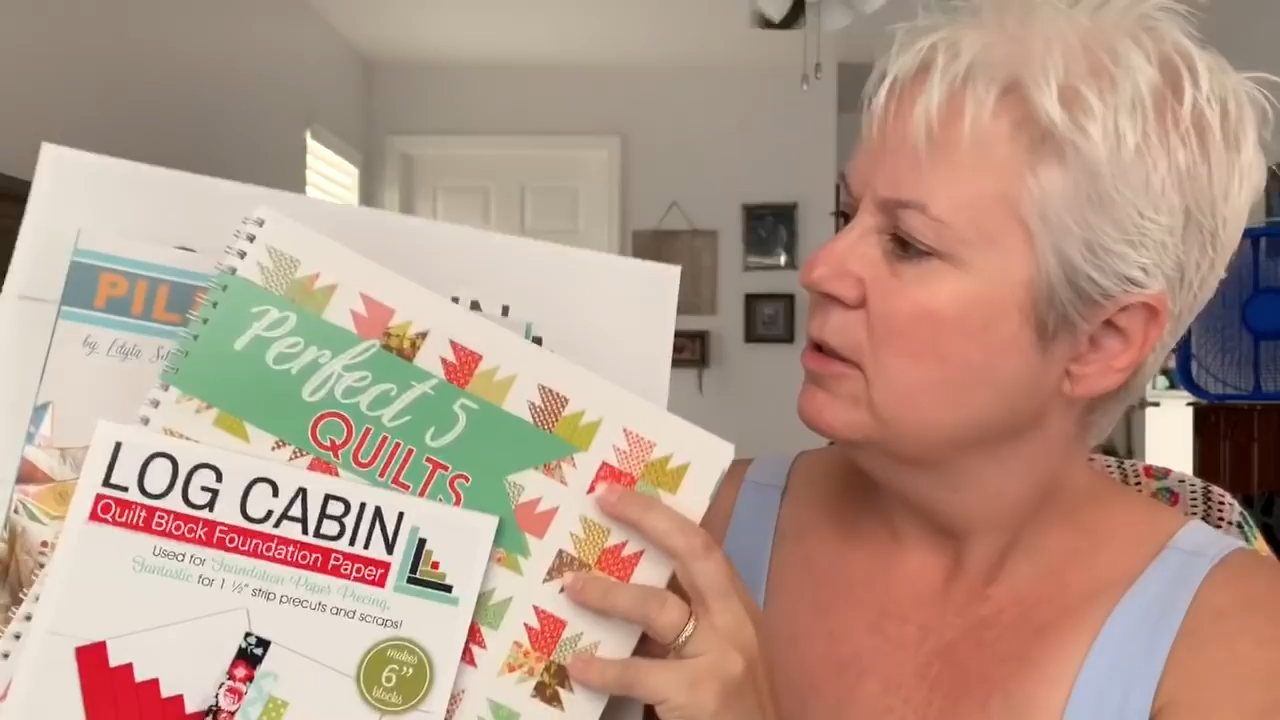 PIL
by Edyta
Perfect 5
QUILTS
LOG CABIN
Quilt Block Foundation Paper
Used for Foundation Paper Piecing,
Fantastic for 1 ½" strip precuts and scraps!
makes
6"
blocks